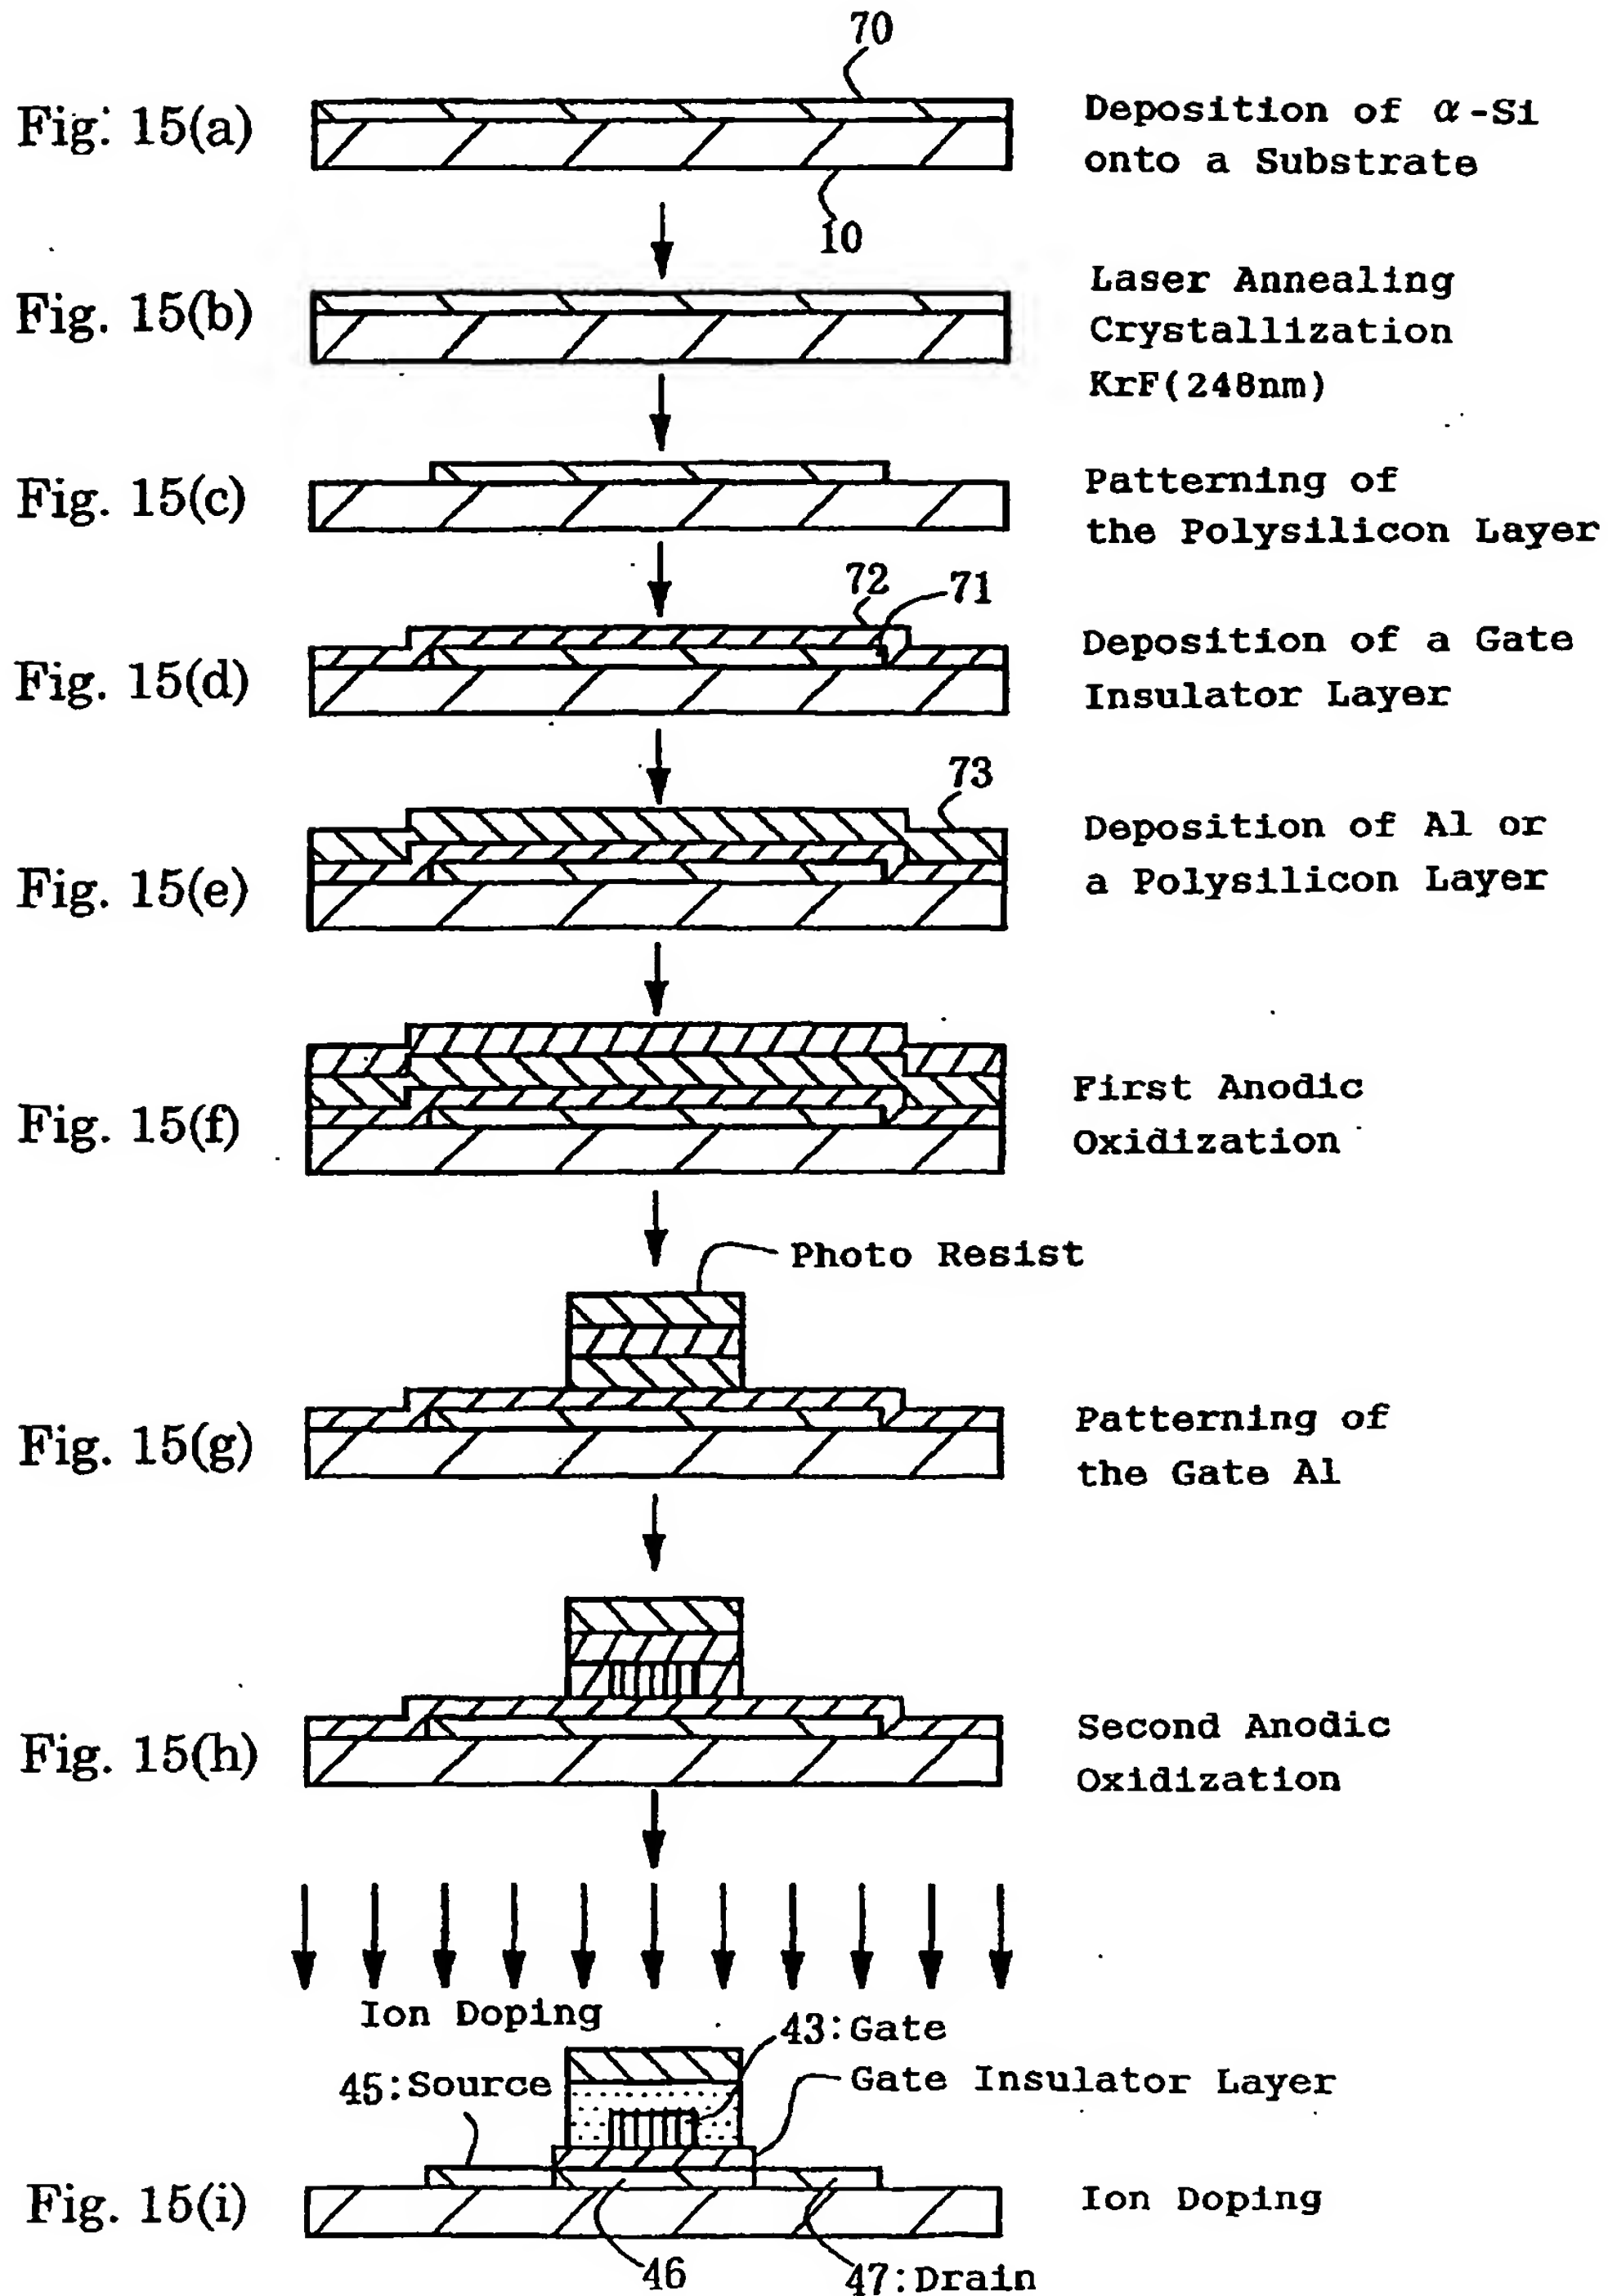 70
Fig. 15(a)
Deposition of α-Si
onto a Substrate
10
Fig. 15(b)
Laser Annealing
Crystallization
KrF(248nm)
Fig. 15(c)
Patterning of
the Polysilicon Layer
72
71
Fig. 15(d)
Deposition of a Gate
Insulator Layer
73
Fig. 15(e)
Deposition of Al or
a Polysilicon Layer
Fig. 15(f)
First Anodic
Oxidization
Photo Resist
Fig. 15(g)
Patterning of
the Gate Al
Fig. 15(h)
Second Anodic
Oxidization
Ion Doping
43:Gate
45:Source
Gate Insulator Layer
Fig. 15(i)
Ion Doping
46
47:Drain